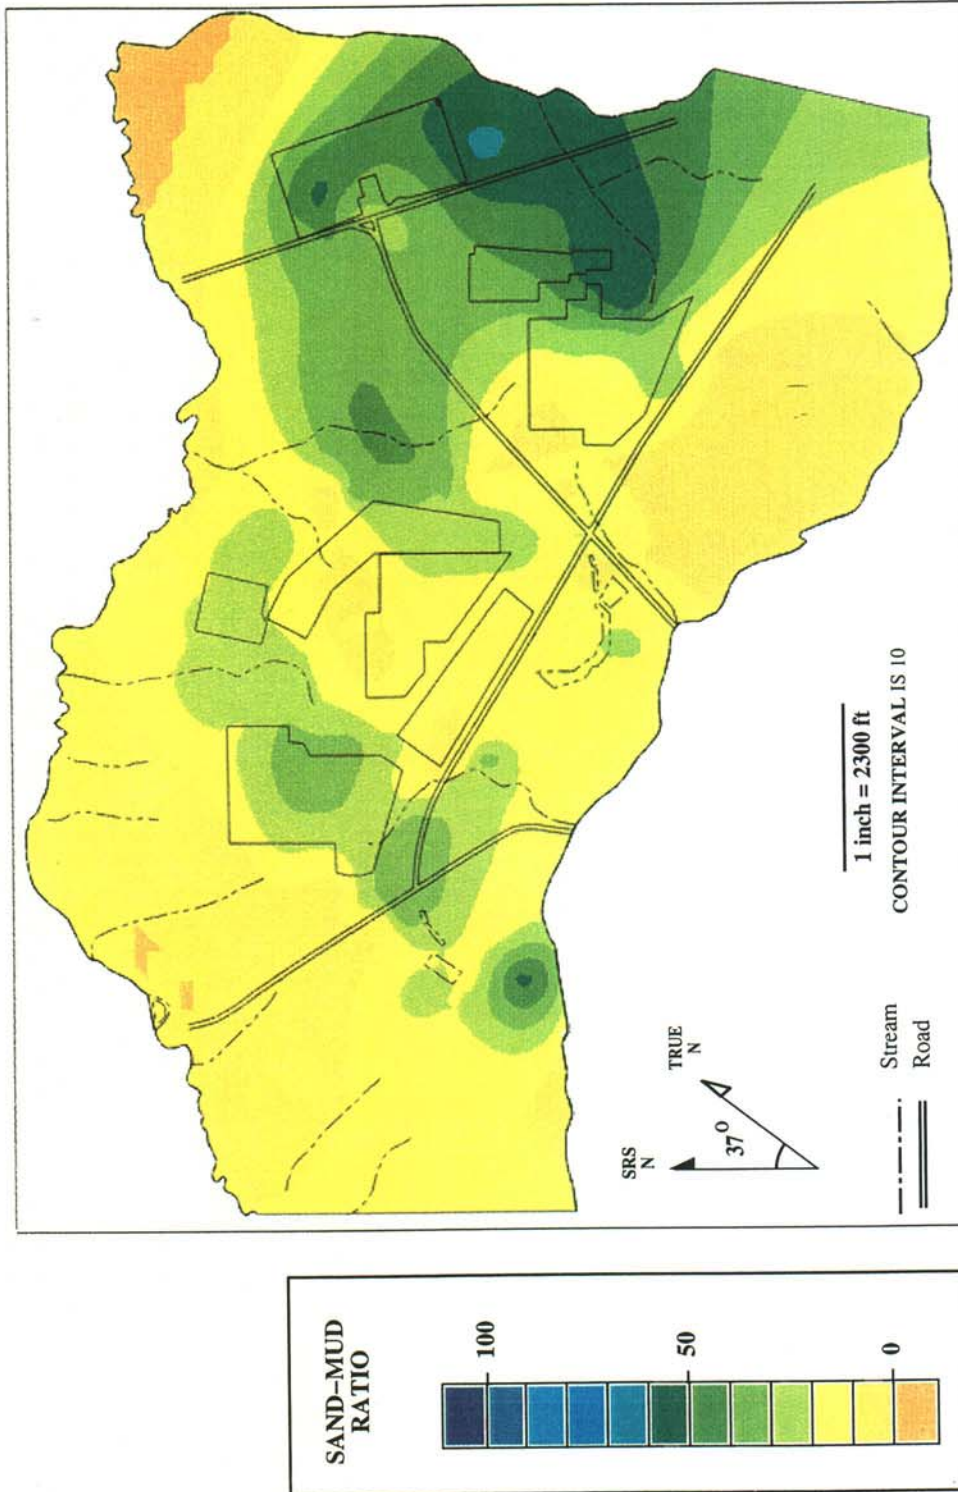 1 inch = 2300 ft
CONTOUR INTERVAL IS 10
SRS
N
TRUE
N
37°
Stream
Road
SAND–MUD
RATIO
100
50
0